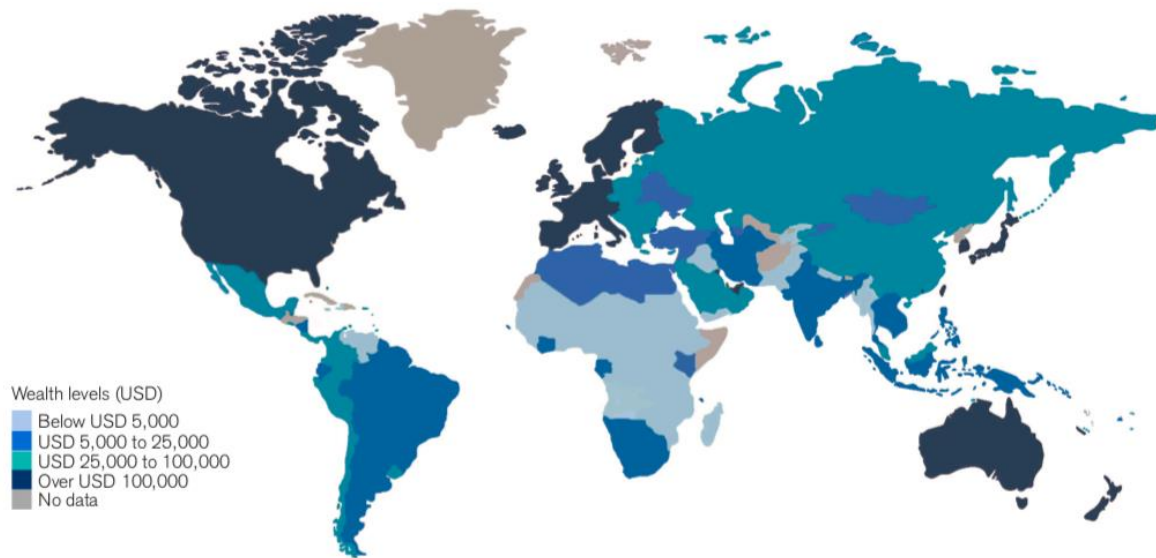 Wealth levels (USD)
Below USD 5,000
USD 5,000 to 25,000
USD 25,000 to 100,000
Over USD 100,000
No data